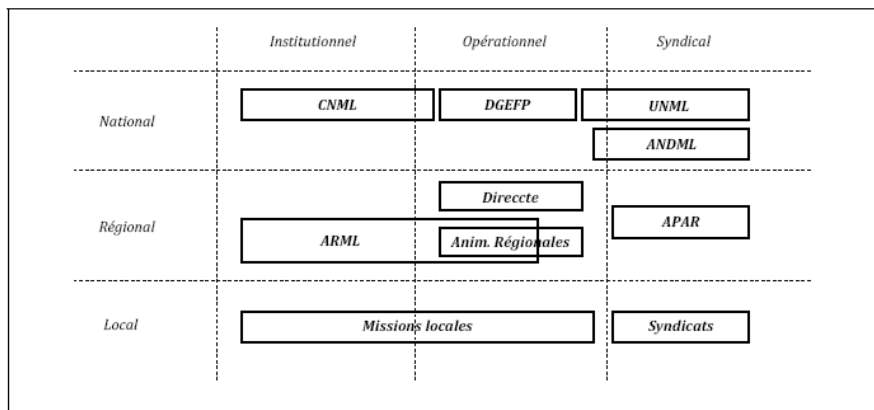 Institutionnel Opérationnel Syndical
National CNML DGEFP UNML
ANDML
Direccte
Régional ARML Anim. Régionales APAR
Local Missions locales Syndicats